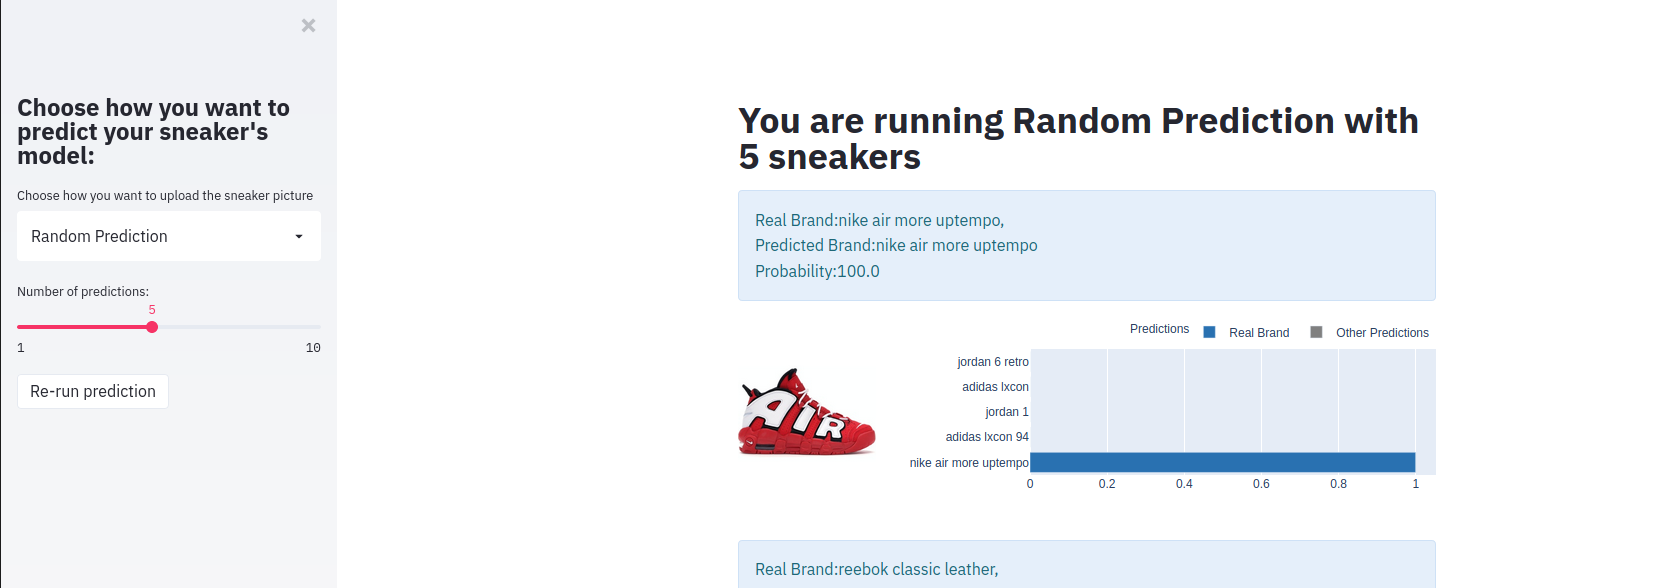 ×
Choose how you want to
predict your sneaker's
model:
Choose how you want to upload the sneaker picture
Random Prediction
Number of predictions:
5
1 10
Re-run prediction
You are running Random Prediction with
5 sneakers
Real Brand:nike air more uptempo,
Predicted Brand:nike air more uptempo
Probability:100.0
Predictions Real Brand Other Predictions
AIR
jordan 6 retro
adidas lxcon
jordan 1
adidas lxcon 94
nike air more uptempo
0 0.2 0.4 0.6 0.8 1
Real Brand:reebok classic leather,